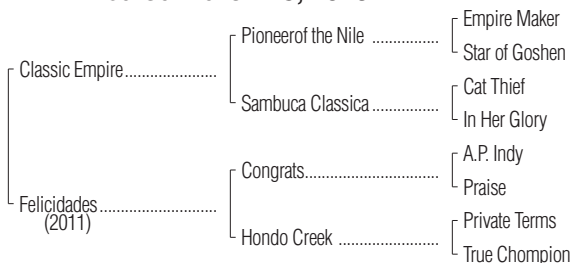 Empire Maker
Pioneerof the Nile ................
Star of Goshen
Classic Empire......................
Cat Thief
Sambuca Classica ................
In Her Glory
A.P. Indy
Congrats................................
Praise
Felicidades............................
(2011)
Private Terms
Hondo Creek ........................
True Chompion